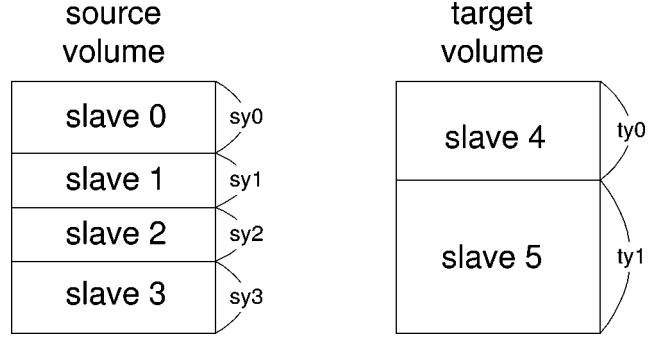 source
volume
slave 0
sy0
slave 1
sy1
slave 2
sy2
slave 3
sy3
target
volume
slave 4
ty0
slave 5
ty1